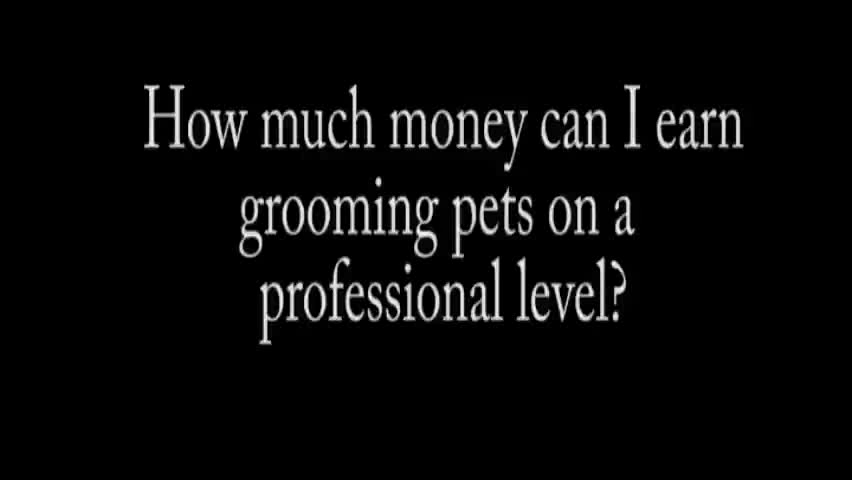 How much money can I earn
grooming pets on a
professional level?